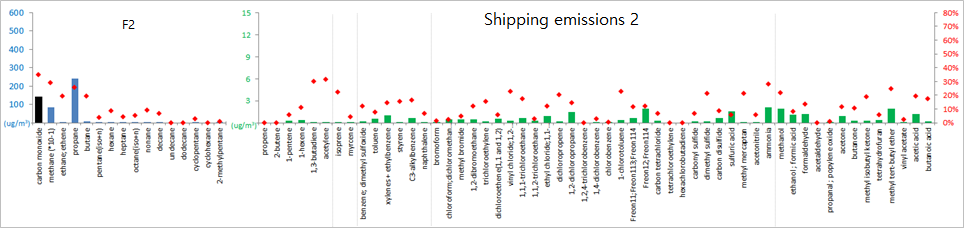 F2
Shipping emissions 2
600
500
400
300
200
100
0
(ug/m³)
15
12
9
6
3
0
(ug/m³)
80%
70%
60%
50%
40%
30%
20%
10%
0%
carbon monoxide
methane (*10-1)
ethane; ethene
propane
butane
pentane(iso+n)
hexane
heptane
octane(iso+n)
nonane
decane
undecane
dodecane
cyclopentane
cyclohexane
2-methylpentane
propene
2-butene
1-pentene
1-hexene
1,3-butadiene
acetylene
isoprene
myrcene
benzene; dimethyl sulfoxide
toluene
xylenes + ethylbenzene
styrene
C3-alkylbenzene
naphthalene
bromoform
chloroform;dichloromethane
methyl bromide
1,2-dibromoethane
trichloroethylene
dichloroethene(1,1 and 1,2)
vinyl chloride;1,2-
1,1,1-trichloroethane
1,1,2-trichloroethane
ethyl chloride;1,1-
dichloropropene
1,2-dichloropropane
1,2,4-trichlorobenzene
1,4-dichlorobenzene
chlorobenzene
1-chlorotoluene
Freon11;Freon113;Freon114
Freon12; Freon114
carbon tetrachloride
tetrachloroethylene
hexachlorobutadiene
carbonyl sulfide
dimethyl sulfide
carbon disulfide
sulfuric acid
methyl mercaptan
acetonitrile
ammonia
methanol
ethanol ; formic acid
formaldehyde
acetaldehyde
propanal ; popylene oxide
acetone
butanone
methyl isobutyl ketone
tetrahydrofuran
methyl tert-butyl ether
vinyl acetate
acetic acid
butanoic acid